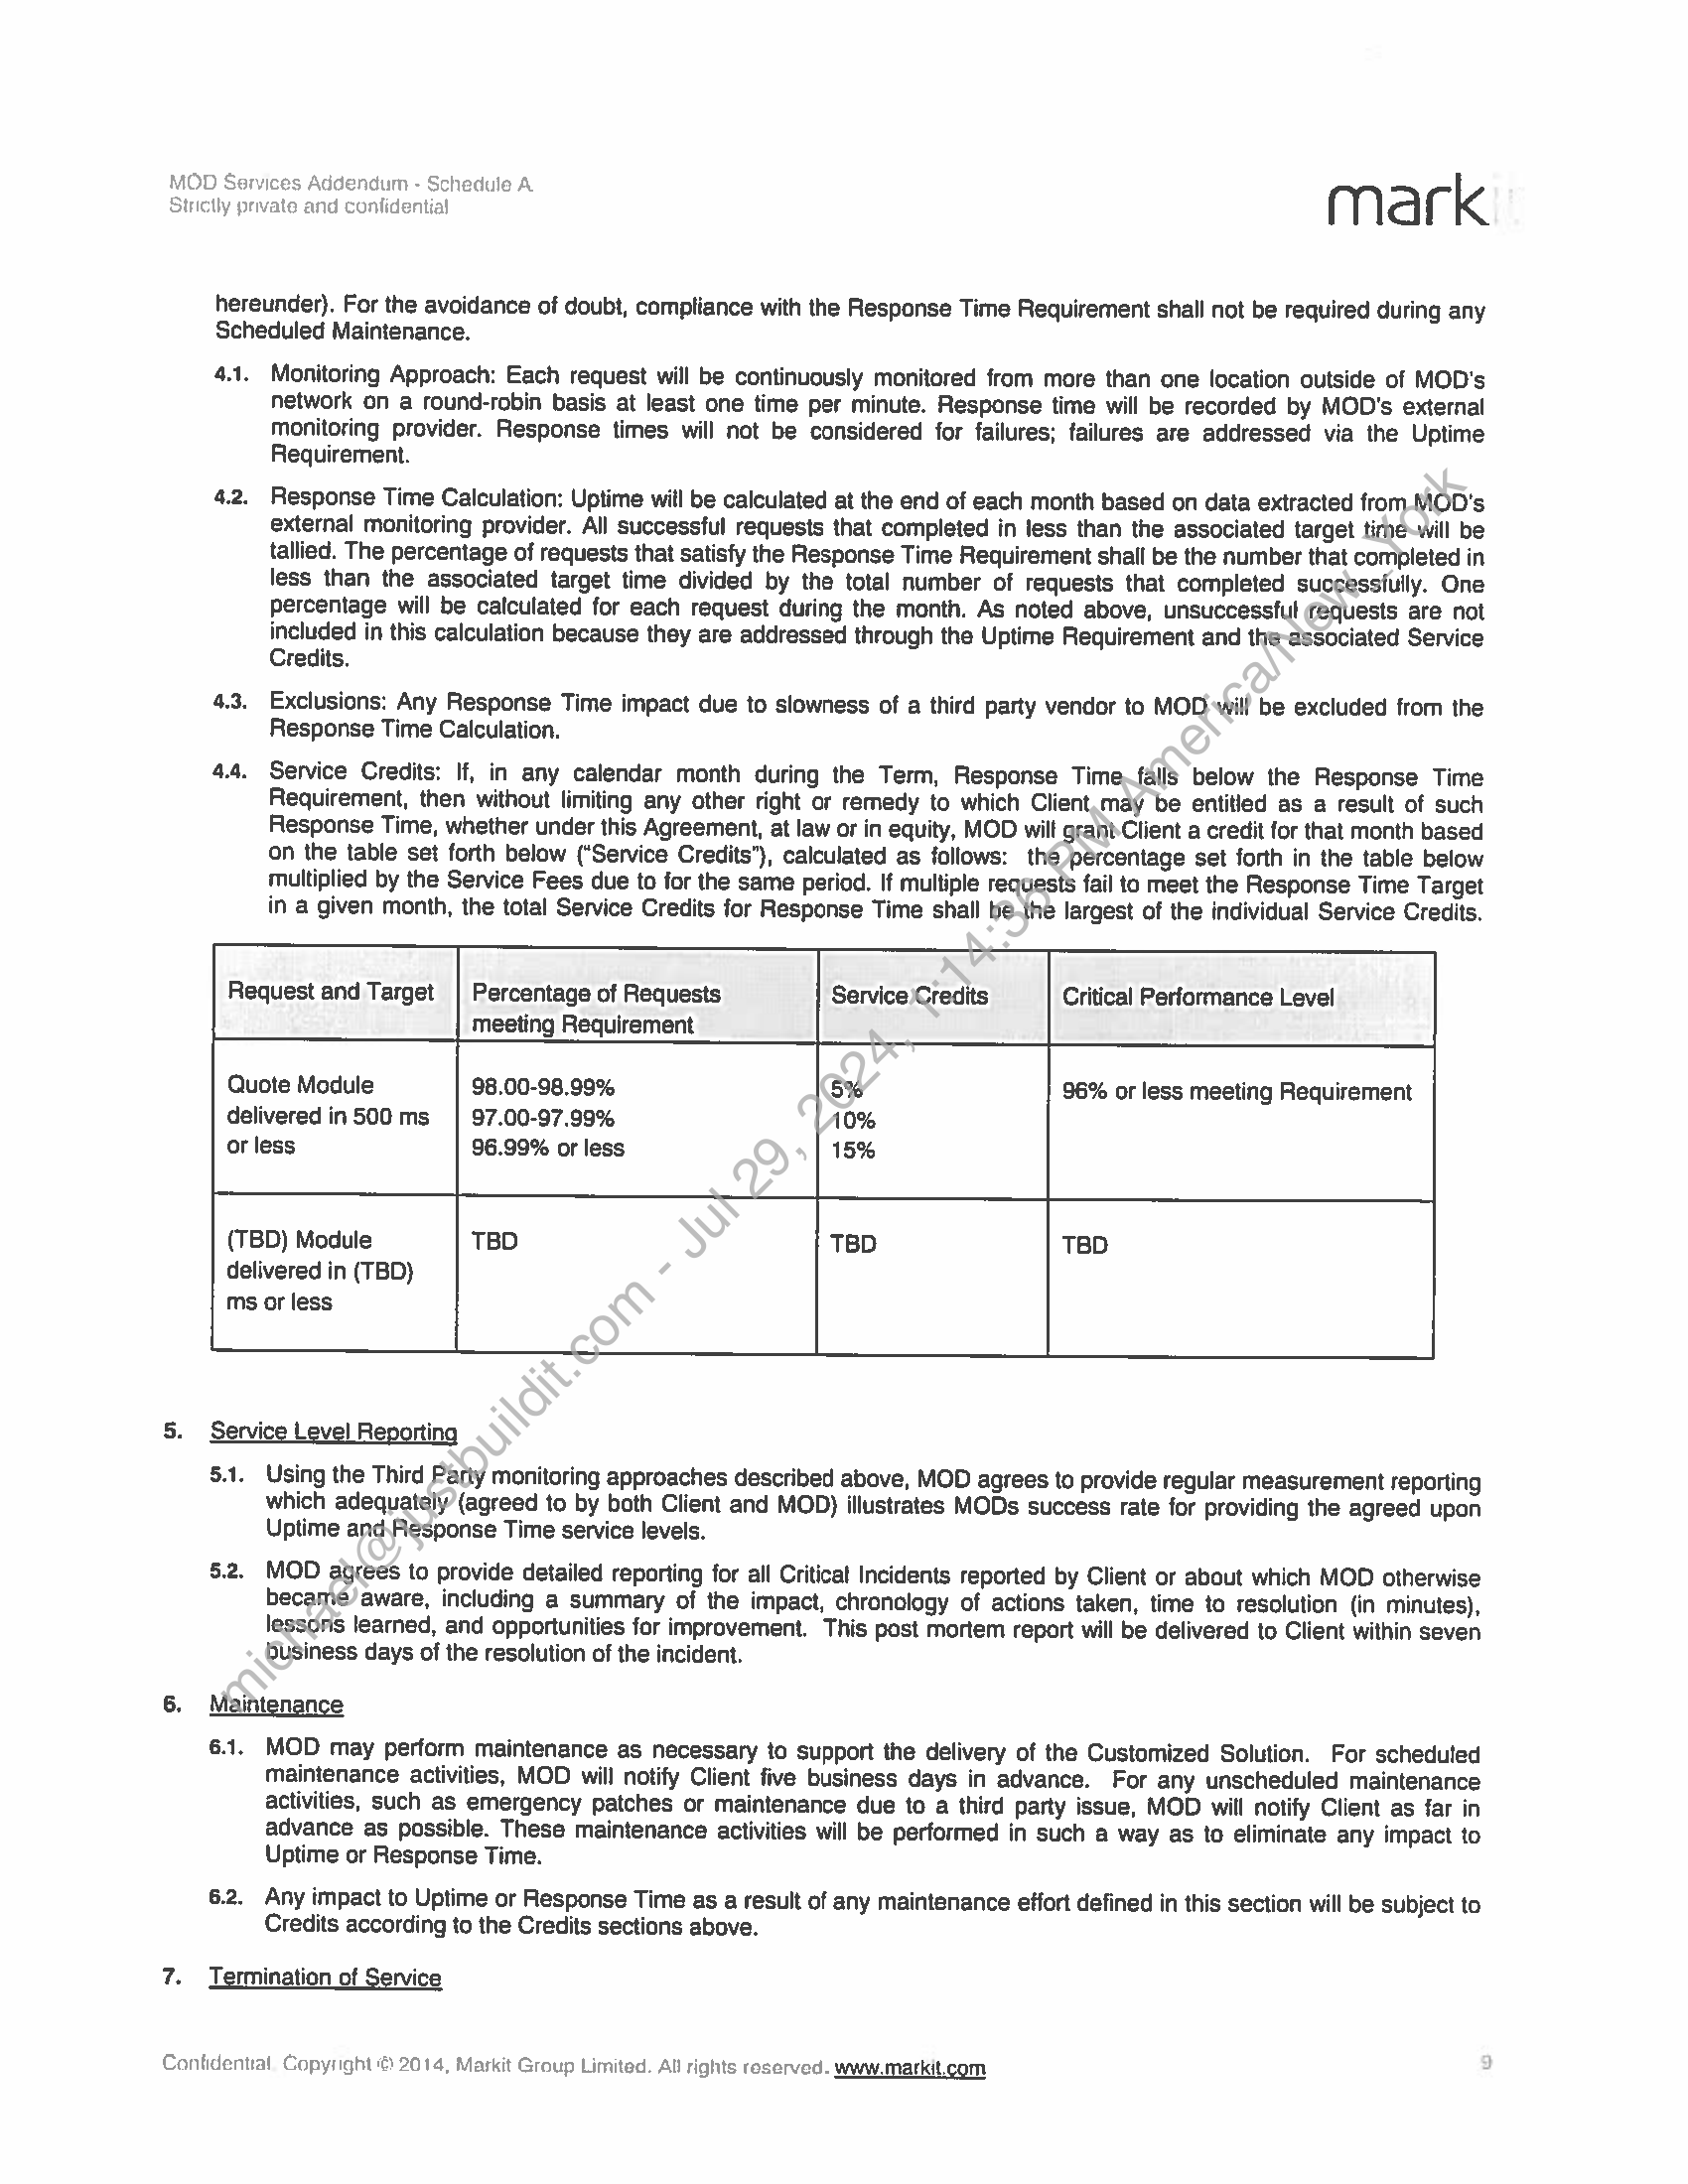 MOD Services Addendum - Schedule A
Strictly private and confidential
markit
hereunder). For the avoidance of doubt, compliance with the Response Time Requirement shall not be required during any
Scheduled Maintenance.
4.1. Monitoring Approach: Each request will be continuously monitored from more than one location outside of MOD's
network on a round-robin basis at least one time per minute. Response time will be recorded by MOD's external
monitoring provider. Response times will not be considered for failures; failures are addressed via the Uptime
Requirement.
4.2. Response Time Calculation: Uptime will be calculated at the end of each month based on data extracted from MOD's
external monitoring provider. All successful requests that completed in less than the associated target time will be
tallied. The percentage of requests that satisfy the Response Time Requirement shall be the number that completed in
less than the associated target time divided by the total number of requests that completed successfully. One
percentage will be calculated for each request during the month. As noted above, unsuccessful requests are not
included in this calculation because they are addressed through the Uptime Requirement and the associated Service
Credits.
4.3. Exclusions: Any Response Time impact due to slowness of a third party vendor to MOD will be excluded from the
Response Time Calculation.
4.4. Service Credits: If, in any calendar month during the Term, Response Time falls below the Response Time
Requirement, then without limiting any other right or remedy to which Client may be entitled as a result of such
Response Time, whether under this Agreement, at law or in equity, MOD will grant Client a credit for that month based
on the table set forth below ("Service Credits"), calculated as follows: the percentage set forth in the table below
multiplied by the Service Fees due to for the same period. If multiple requests fail to meet the Response Time Target
in a given month, the total Service Credits for Response Time shall be the largest of the individual Service Credits.
Request and Target
Percentage of Requests
meeting Requirement
Service Credits
Critical Performance Level
Quote Module
delivered in 500 ms
or less
98.00-98.99%
97.00-97.99%
96.99% or less
5%
10%
15%
96% or less meeting Requirement
(TBD) Module
delivered in (TBD)
ms or less
TBD
TBD
TBD
5. Service Level Reporting
5.1. Using the Third Party monitoring approaches described above, MOD agrees to provide regular measurement reporting
which adequately (agreed to by both Client and MOD) illustrates MODs success rate for providing the agreed upon
Uptime and Response Time service levels.
5.2. MOD agrees to provide detailed reporting for all Critical Incidents reported by Client or about which MOD otherwise
became aware, including a summary of the impact, chronology of actions taken, time to resolution (in minutes),
lessons learned, and opportunities for improvement. This post mortem report will be delivered to Client within seven
business days of the resolution of the incident.
6. Maintenance
6.1. MOD may perform maintenance as necessary to support the delivery of the Customized Solution. For scheduled
maintenance activities, MOD will notify Client five business days in advance. For any unscheduled maintenance
activities, such as emergency patches or maintenance due to a third party issue, MOD will notify Client as far in
advance as possible. These maintenance activities will be performed in such a way as to eliminate any impact to
Uptime or Response Time.
6.2. Any impact to Uptime or Response Time as a result of any maintenance effort defined in this section will be subject to
Credits according to the Credits sections above.
7. Termination of Service
Confidential. Copyright © 2014, Markit Group Limited. All rights reserved. www.markit.com
9
michael@justbuildit.com - Jul 29, 2024, 1:14:36 PM America/New_York